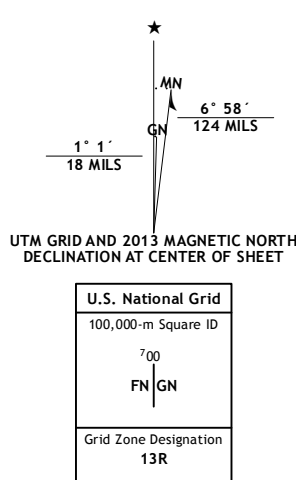 ★
MN
6° 58´
124 MILS
GN
1° 1´
18 MILS
UTM GRID AND 2013 MAGNETIC NORTH
DECLINATION AT CENTER OF SHEET
U.S. National Grid
100,000-m Square ID
⁷00
FN GN
Grid Zone Designation
13R